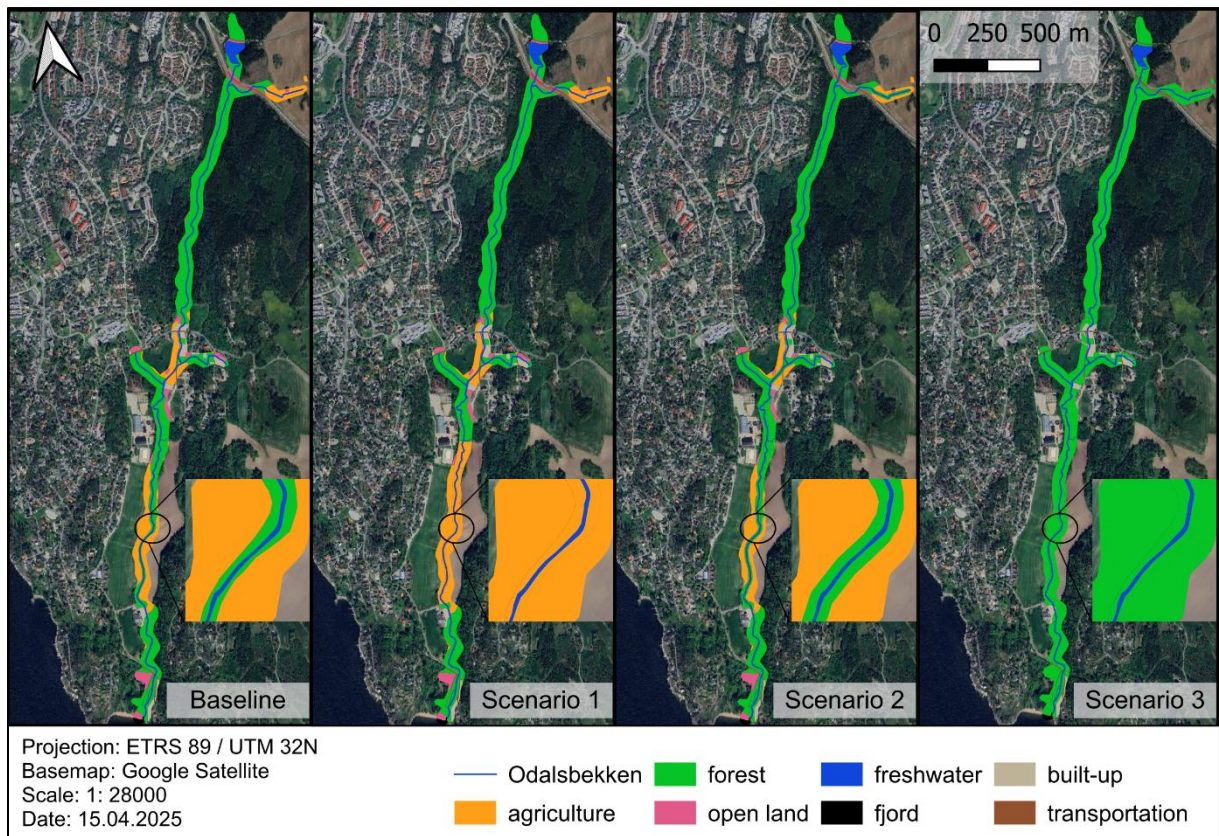 0 250 500 m
Baseline
Scenario 1
Scenario 2
Scenario 3
Projection: ETRS 89 / UTM 32N
Basemap: Google Satellite
Scale: 1: 28000
Date: 15.04.2025
Odalsbekken
forest
freshwater
built-up
agriculture
open land
fjord
transportation